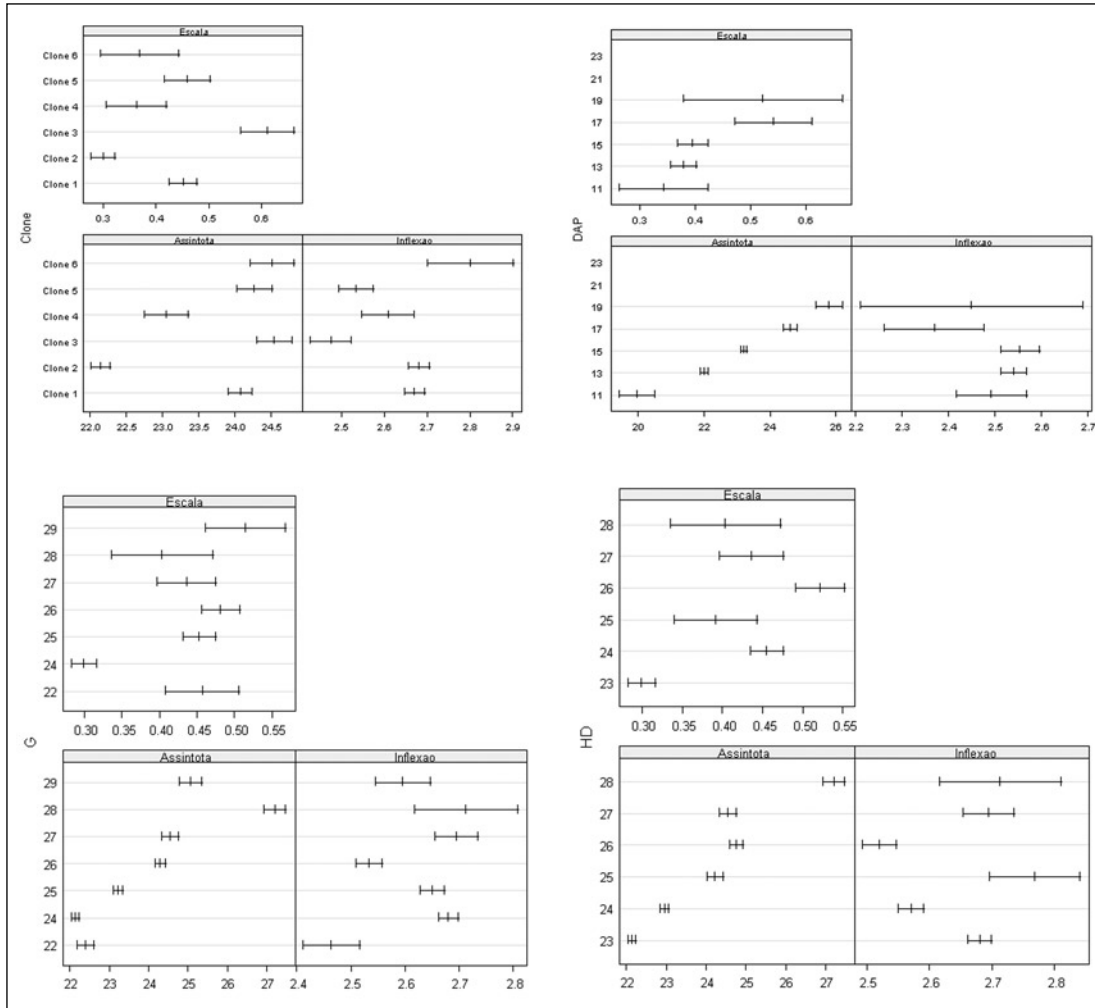 Escala
Clone 6
Clone 5
Clone 4
Clone 3
Clone 2
Clone 1
0.3 0.4 0.5 0.6
Clone
Assintota Inflexao
Clone 6
Clone 5
Clone 4
Clone 3
Clone 2
Clone 1
22.0 22.5 23.0 23.5 24.0 24.5 2.5 2.6 2.7 2.8 2.9
Escala
23
21
19
17
15
13
11
0.3 0.4 0.5 0.6
DAP
Assintota Inflexao
23
21
19
17
15
13
11
20 22 24 26 2.2 2.3 2.4 2.5 2.6 2.7
Escala
29
28
27
26
25
24
22
0.30 0.35 0.40 0.45 0.50 0.55
G
Assintota Inflexao
29
28
27
26
25
24
22
22 23 24 25 26 27 2.4 2.5 2.6 2.7 2.8
Escala
28
27
26
25
24
23
0.30 0.35 0.40 0.45 0.50 0.55
HD
Assintota Inflexao
28
27
26
25
24
23
22 23 24 25 26 27 2.5 2.6 2.7 2.8